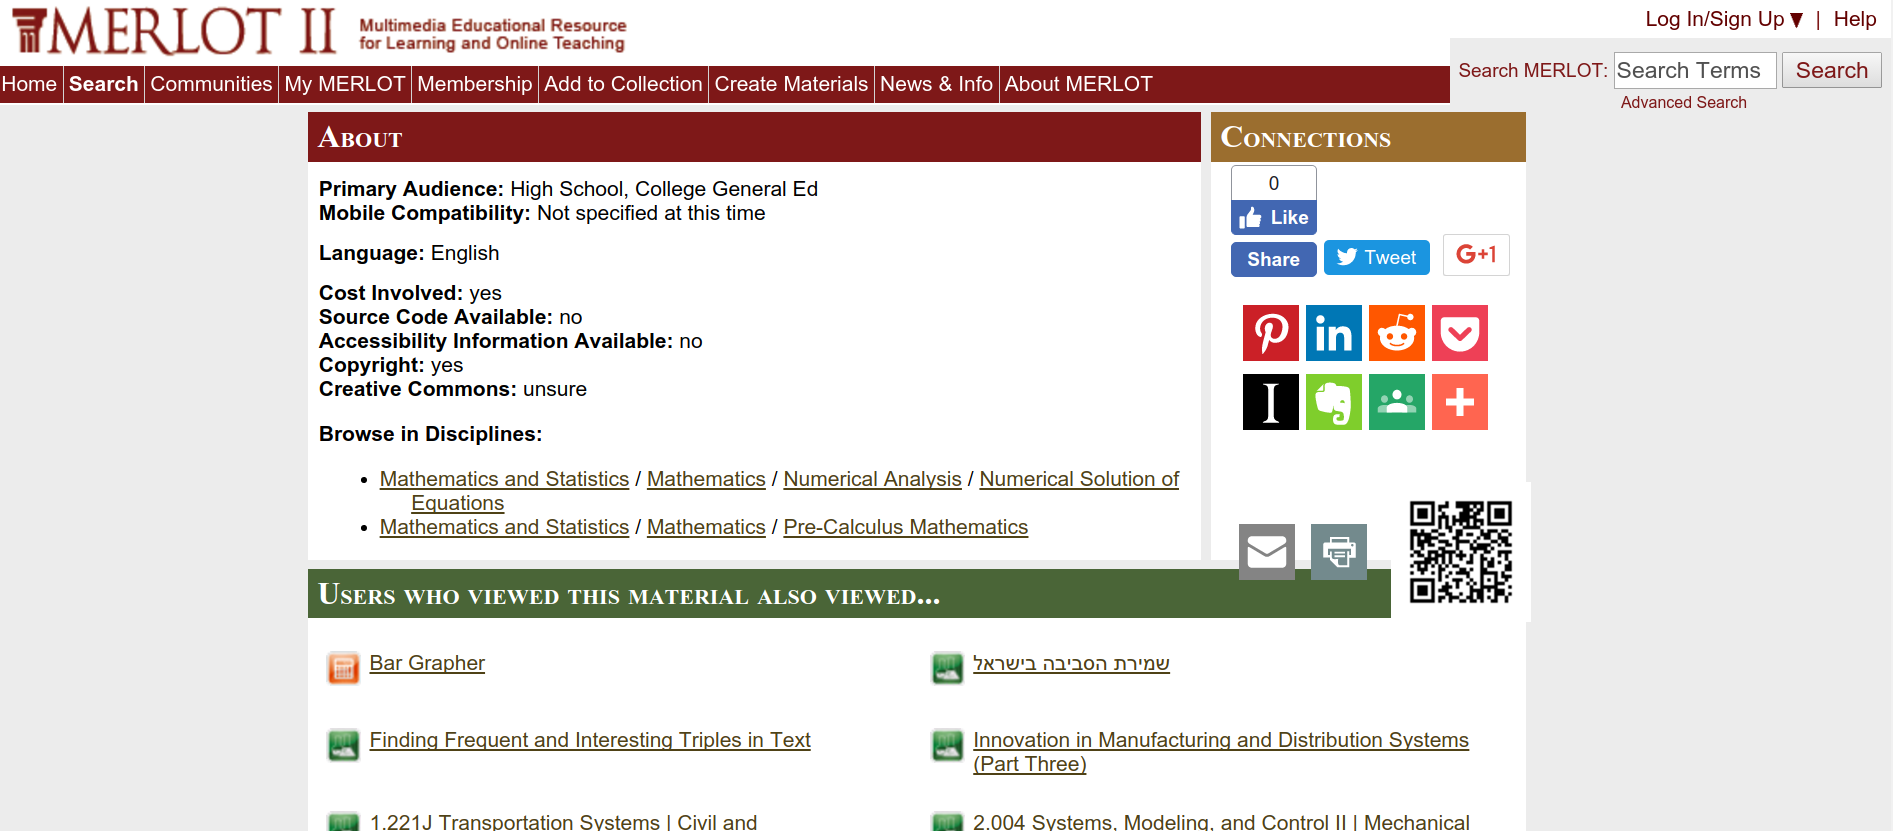 MERLOT II
Multimedia Educational Resource
for Learning and Online Teaching
Log In/Sign Up ▼ | Help
Home
Search
Communities
My MERLOT
Membership
Add to Collection
Create Materials
News & Info
About MERLOT
Search MERLOT: Search Terms Search
Advanced Search
About
Primary Audience: High School, College General Ed
Mobile Compatibility: Not specified at this time
Language: English
Cost Involved: yes
Source Code Available: no
Accessibility Information Available: no
Copyright: yes
Creative Commons: unsure
Browse in Disciplines:
• Mathematics and Statistics / Mathematics / Numerical Analysis / Numerical Solution of
Equations
• Mathematics and Statistics / Mathematics / Pre-Calculus Mathematics
Connections
0
Like
Share
Tweet
G+1
in
I
Users who viewed this material also viewed...
Bar Grapher
שמירת הסביבה בישראל
Finding Frequent and Interesting Triples in Text
Innovation in Manufacturing and Distribution Systems
(Part Three)
1.221J Transportation Systems | Civil and
2.004 Systems, Modeling, and Control II | Mechanical